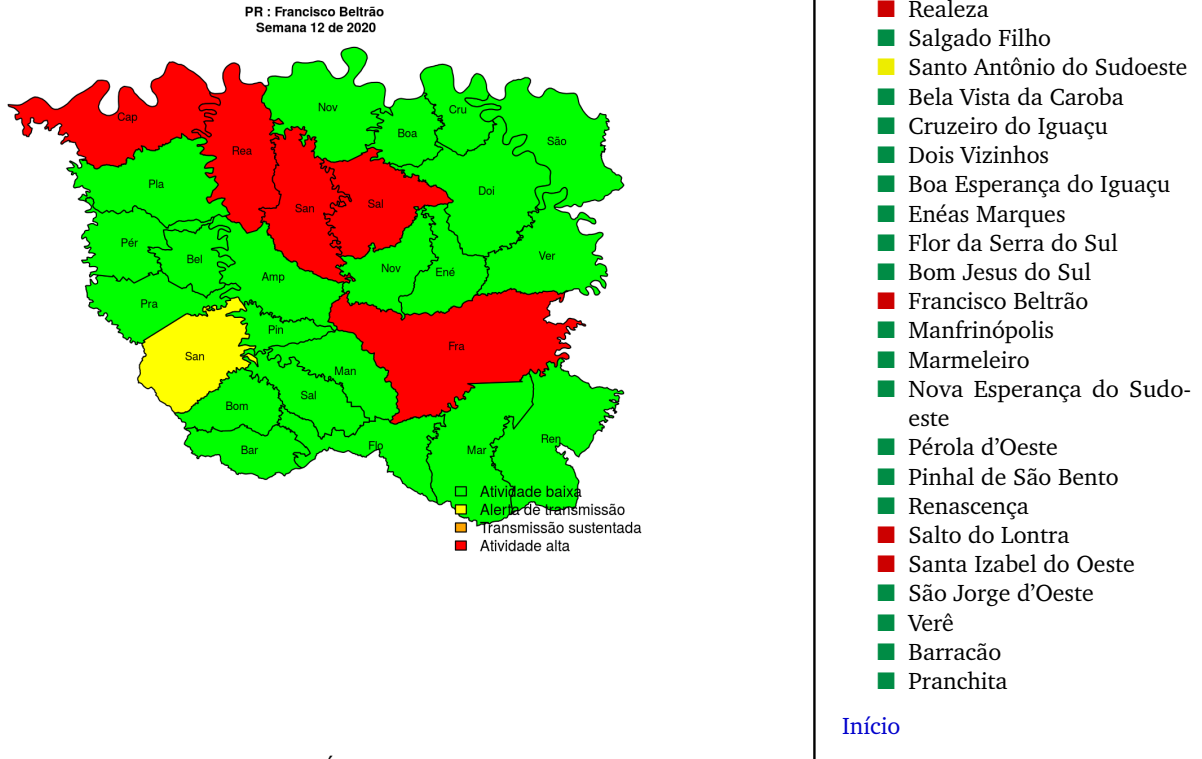 PR : Francisco Beltrão
Semana 12 de 2020
Cap
Rea
Nov
Boa
Cru
São
Pla
San
Sal
Doi
Pér
Bel
Amp
Nov
Ené
Ver
Pra
San
Pin
Fra
Man
Bom
Sal
Bar
Flo
Mar
Ren
Atividade baixa
Alerta de transmissão
Transmissão sustentada
Atividade alta
Realeza
Salgado Filho
Santo Antônio do Sudoeste
Bela Vista da Caroba
Cruzeiro do Iguaçu
Dois Vizinhos
Boa Esperança do Iguaçu
Enéas Marques
Flor da Serra do Sul
Bom Jesus do Sul
Francisco Beltrão
Manfrinópolis
Marmeleiro
Nova Esperança do Sudo-
este
Pérola d'Oeste
Pinhal de São Bento
Renascença
Salto do Lontra
Santa Izabel do Oeste
São Jorge d'Oeste
Verê
Barracão
Pranchita
Início